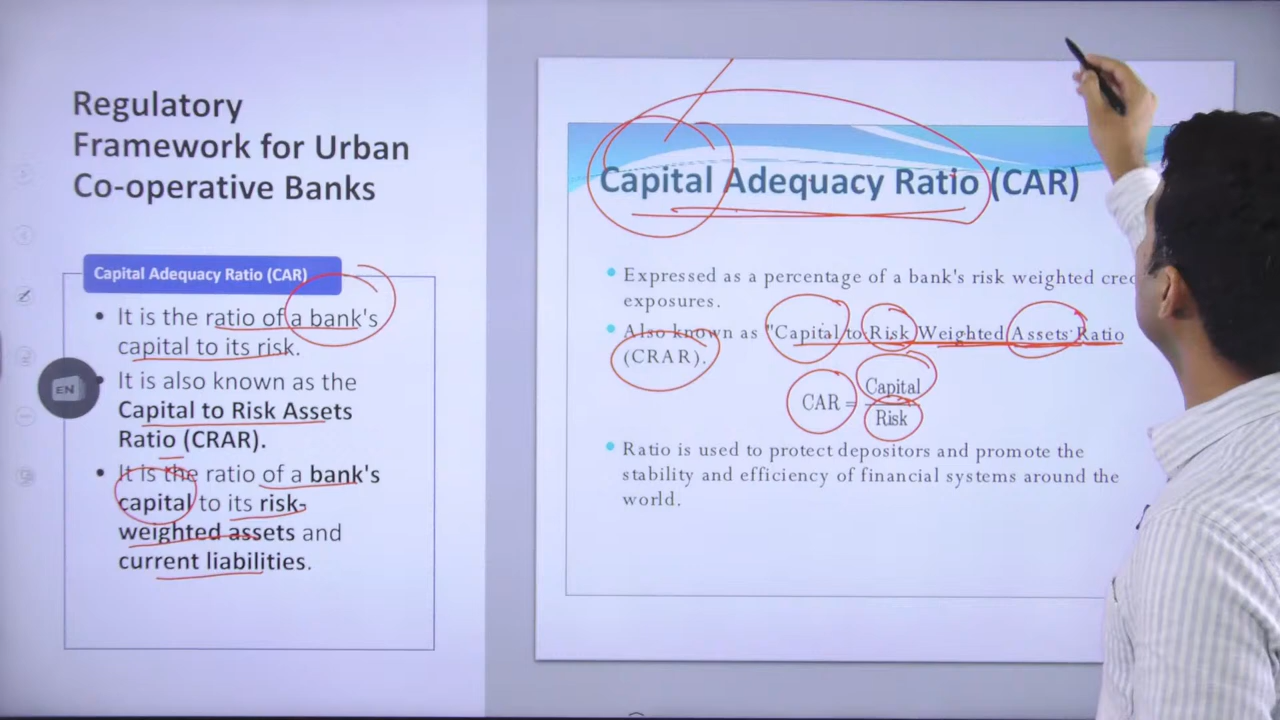 Regulatory
Framework for Urban
Co-operative Banks
Capital Adequacy Ratio (CAR)
• It is the ratio of a bank's
capital to its risk.
• It is also known as the
Capital to Risk Assets
Ratio (CRAR).
• It is the ratio of a bank's
capital to its risk-
weighted assets and
current liabilities.
EN
Capital Adequacy Ratio (CAR)
• Expressed as a percentage of a bank's risk weighted cre
exposures.
• Also known as "Capital to Risk Weighted Assets Ratio
(CRAR).
CAR = Capital
Risk
• Ratio is used to protect depositors and promote the
stability and efficiency of financial systems around the
world.